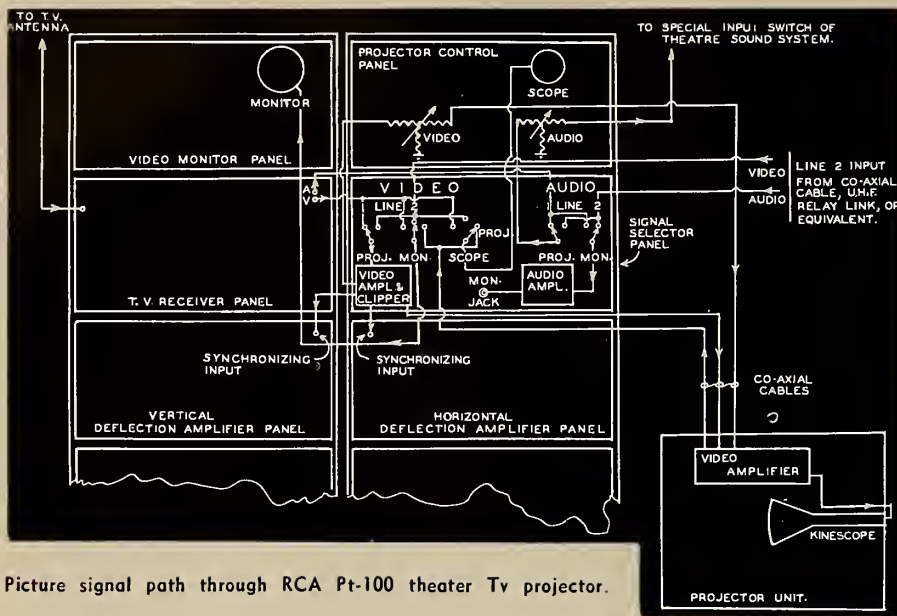 TO T.V.
ANTENNA
MONITOR
VIDEO MONITOR PANEL
PROJECTOR CONTROL
PANEL
SCOPE
VIDEO
AUDIO
TO SPECIAL INPUT SWITCH OF
THEATRE SOUND SYSTEM.
A
V
T.V. RECEIVER PANEL
VIDEO
LINE 2
PROJ.
PROJ. MON.
SCOPE
VIDEO
AMPL. &
CLIPPER
AUDIO
LINE 2
PROJ. MON.
MON.
JACK
AUDIO
AMPL.
VIDEO
AUDIO
LINE 2 INPUT
FROM CO-AXIAL
CABLE, U.H.F.
RELAY LINK, OR
EQUIVALENT.
SIGNAL
SELECTOR
PANEL
SYNCHRONIZING
INPUT
SYNCHRONIZING
INPUT
VERTICAL
DEFLECTION AMPLIFIER PANEL
HORIZONTAL
DEFLECTION AMPLIFIER PANEL
CO-AXIAL
CABLES
VIDEO
AMPLIFIER
KINESCOPE
PROJECTOR UNIT.
Picture signal path through RCA Pt-100 theater Tv projector.